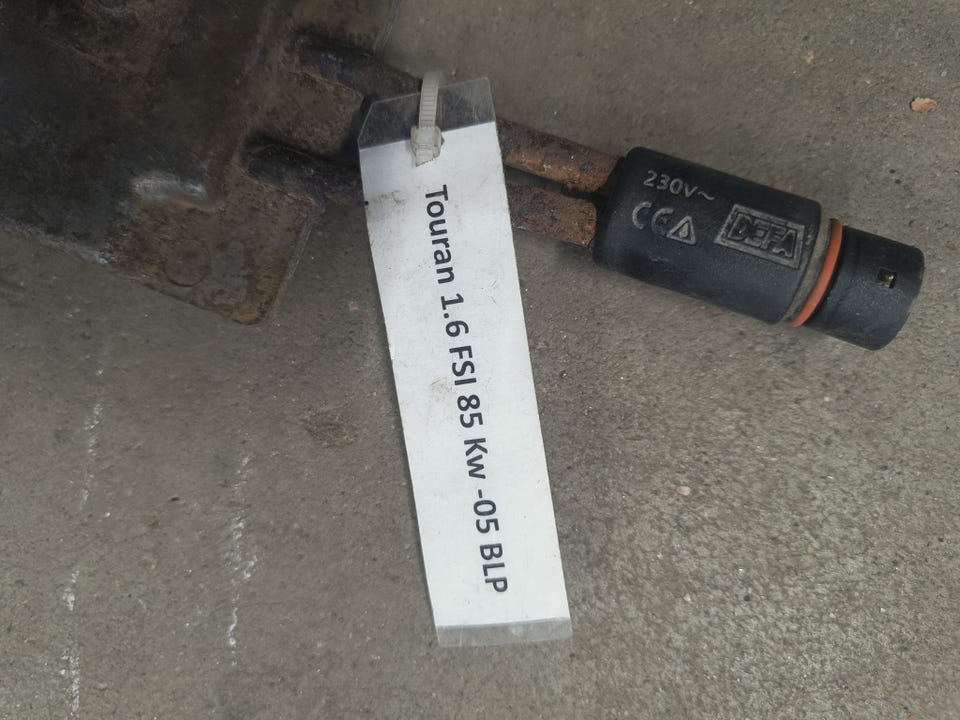 Touran 1.6 FSI 85 Kw -05 BLP
230V~
CE
DEFA